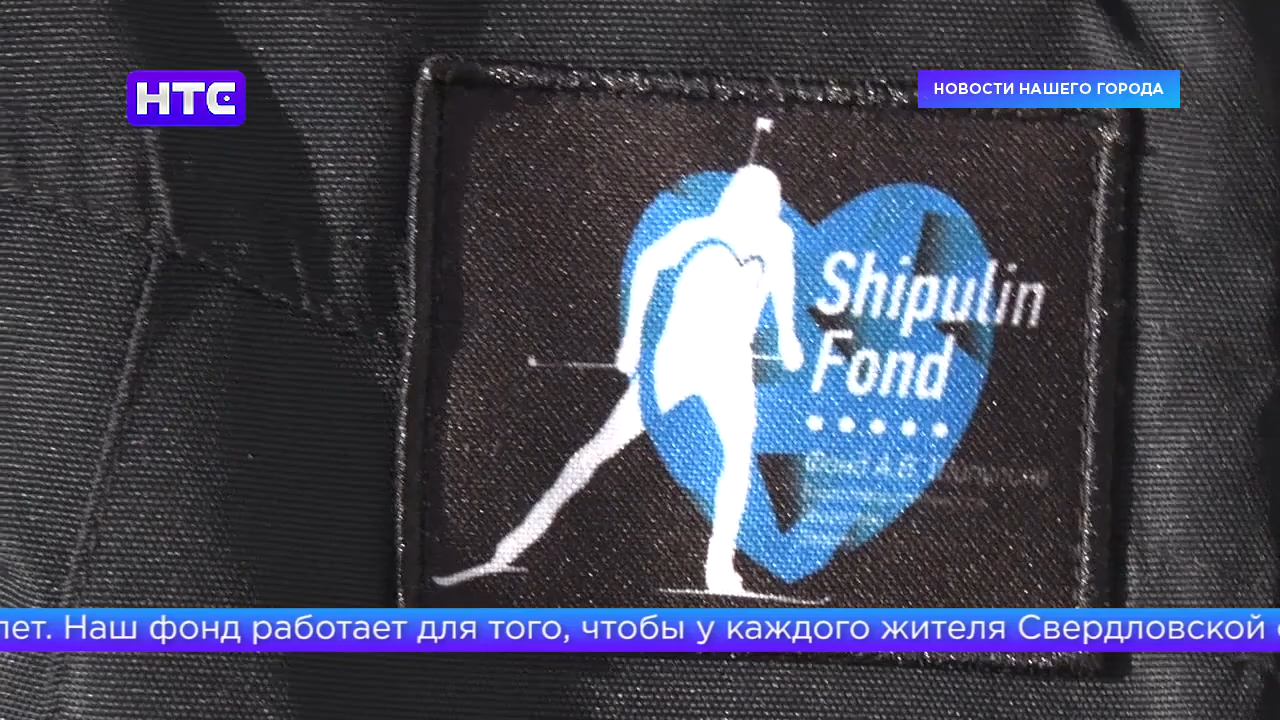 НТС
НОВОСТИ НАШЕГО ГОРОДА
Shipulin
Fond
лет. Наш фонд работает для того, чтобы у каждого жителя Свердловской